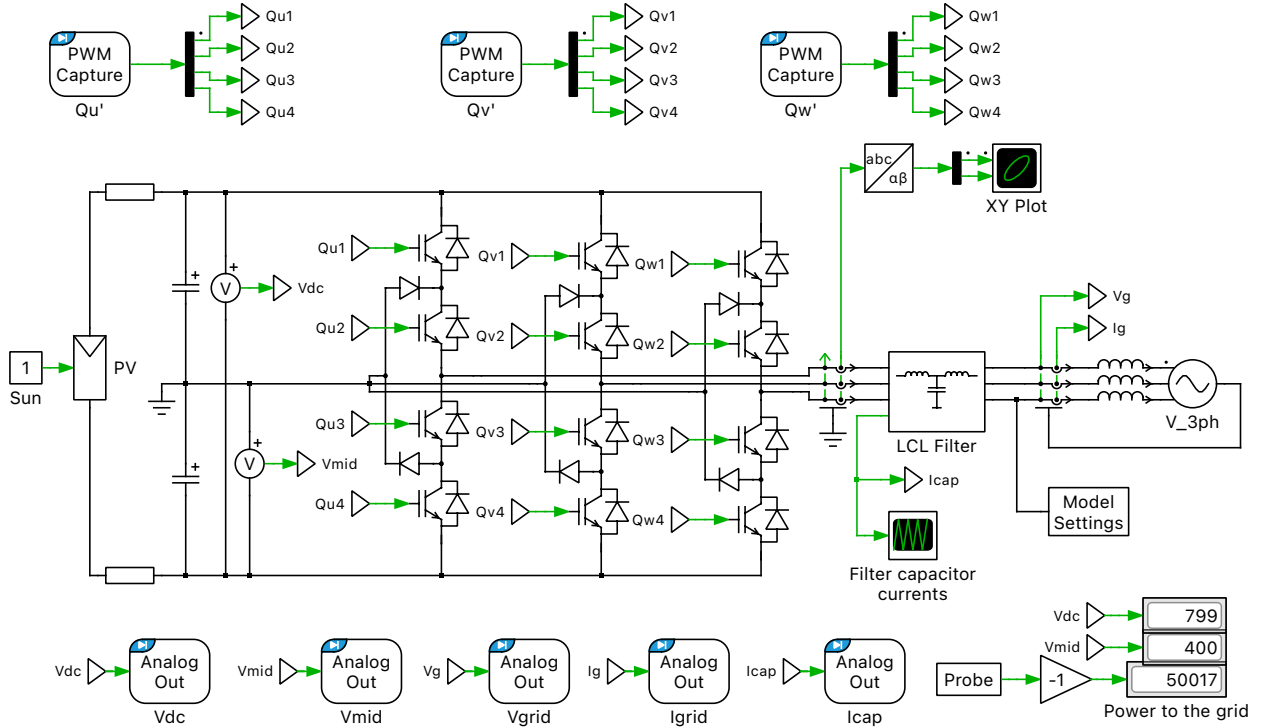 PWM
Capture
Qu'
Qu1
Qu2
Qu3
Qu4
PWM
Capture
Qv'
Qv1
Qv2
Qv3
Qv4
PWM
Capture
Qw'
Qw1
Qw2
Qw3
Qw4
abc
αβ
XY Plot
1
Sun
PV
+
+
+
V
Vdc
+
V
Vmid
Qu1
Qu2
Qu3
Qu4
Qv1
Qv2
Qv3
Qv4
Qw1
Qw2
Qw3
Qw4
LCL Filter
Vg
Ig
V_3ph
Icap
Filter capacitor
currents
Model
Settings
Vdc
Analog
Out
Vdc
Vmid
Analog
Out
Vmid
Vg
Analog
Out
Vgrid
Ig
Analog
Out
Igrid
Icap
Analog
Out
Icap
Vdc
799
Vmid
400
Probe
-1
50017
Power to the grid